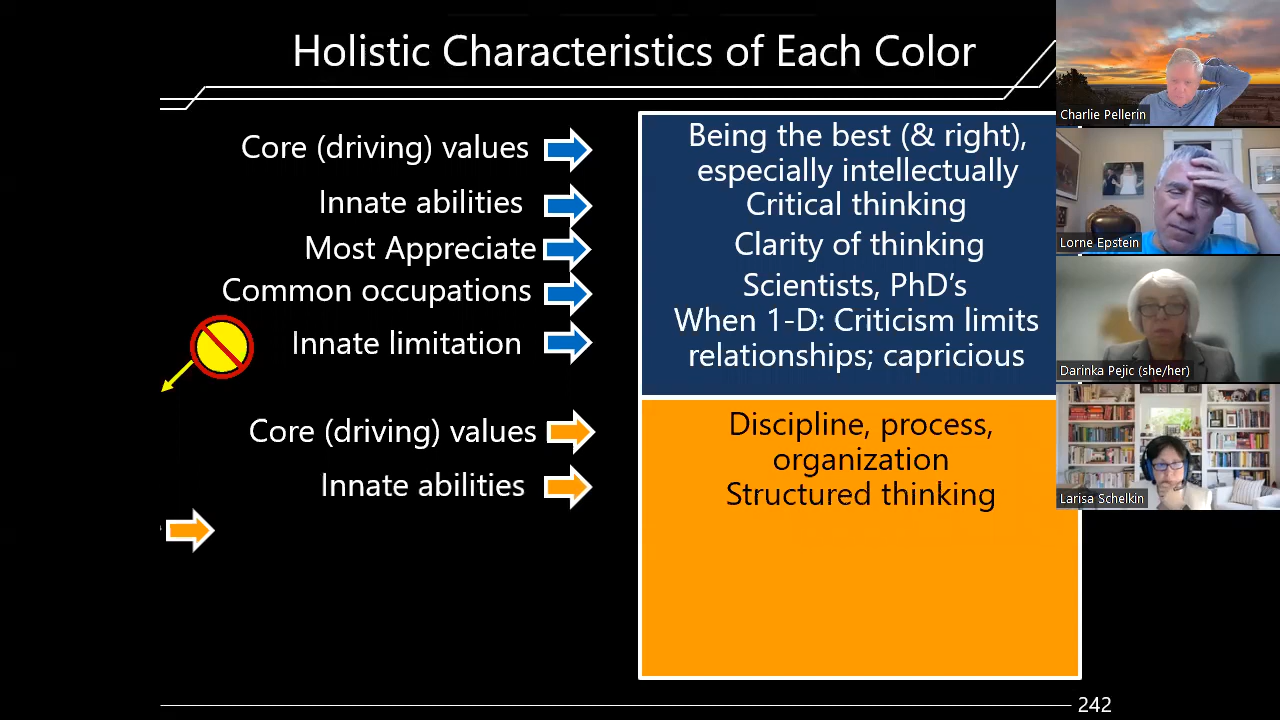 Holistic Characteristics of Each Color
Core (driving) values
Being the best (& right),
especially intellectually
Innate abilities
Critical thinking
Most Appreciate
Clarity of thinking
Common occupations
Scientists, PhD’s
Innate limitation
When 1-D: Criticism limits
relationships; capricious
Core (driving) values
Discipline, process,
organization
Innate abilities
Structured thinking
242
Charlie Pellerin
Lorne Epstein
Darinka Pejic (she/her)
Larisa Schelkin